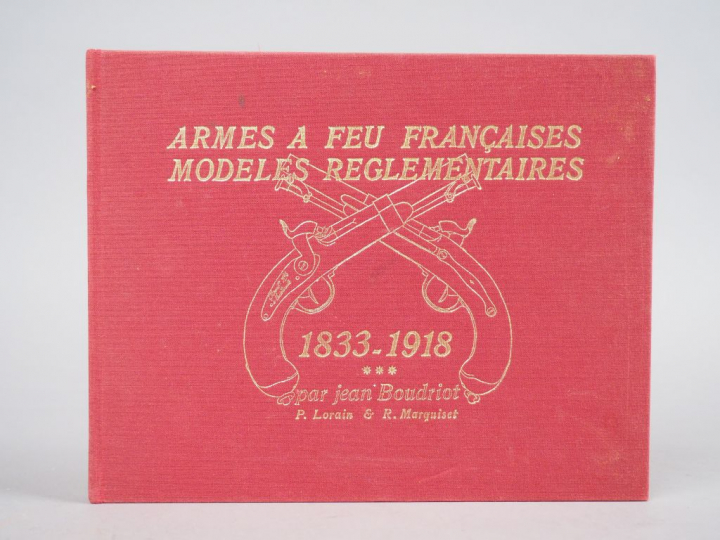 ARMES A FEU FRANÇAISES
MODELES REGLEMENTAIRES
1833-1918
***
par jean Boudriot
P. Lorain & R. Marquiset